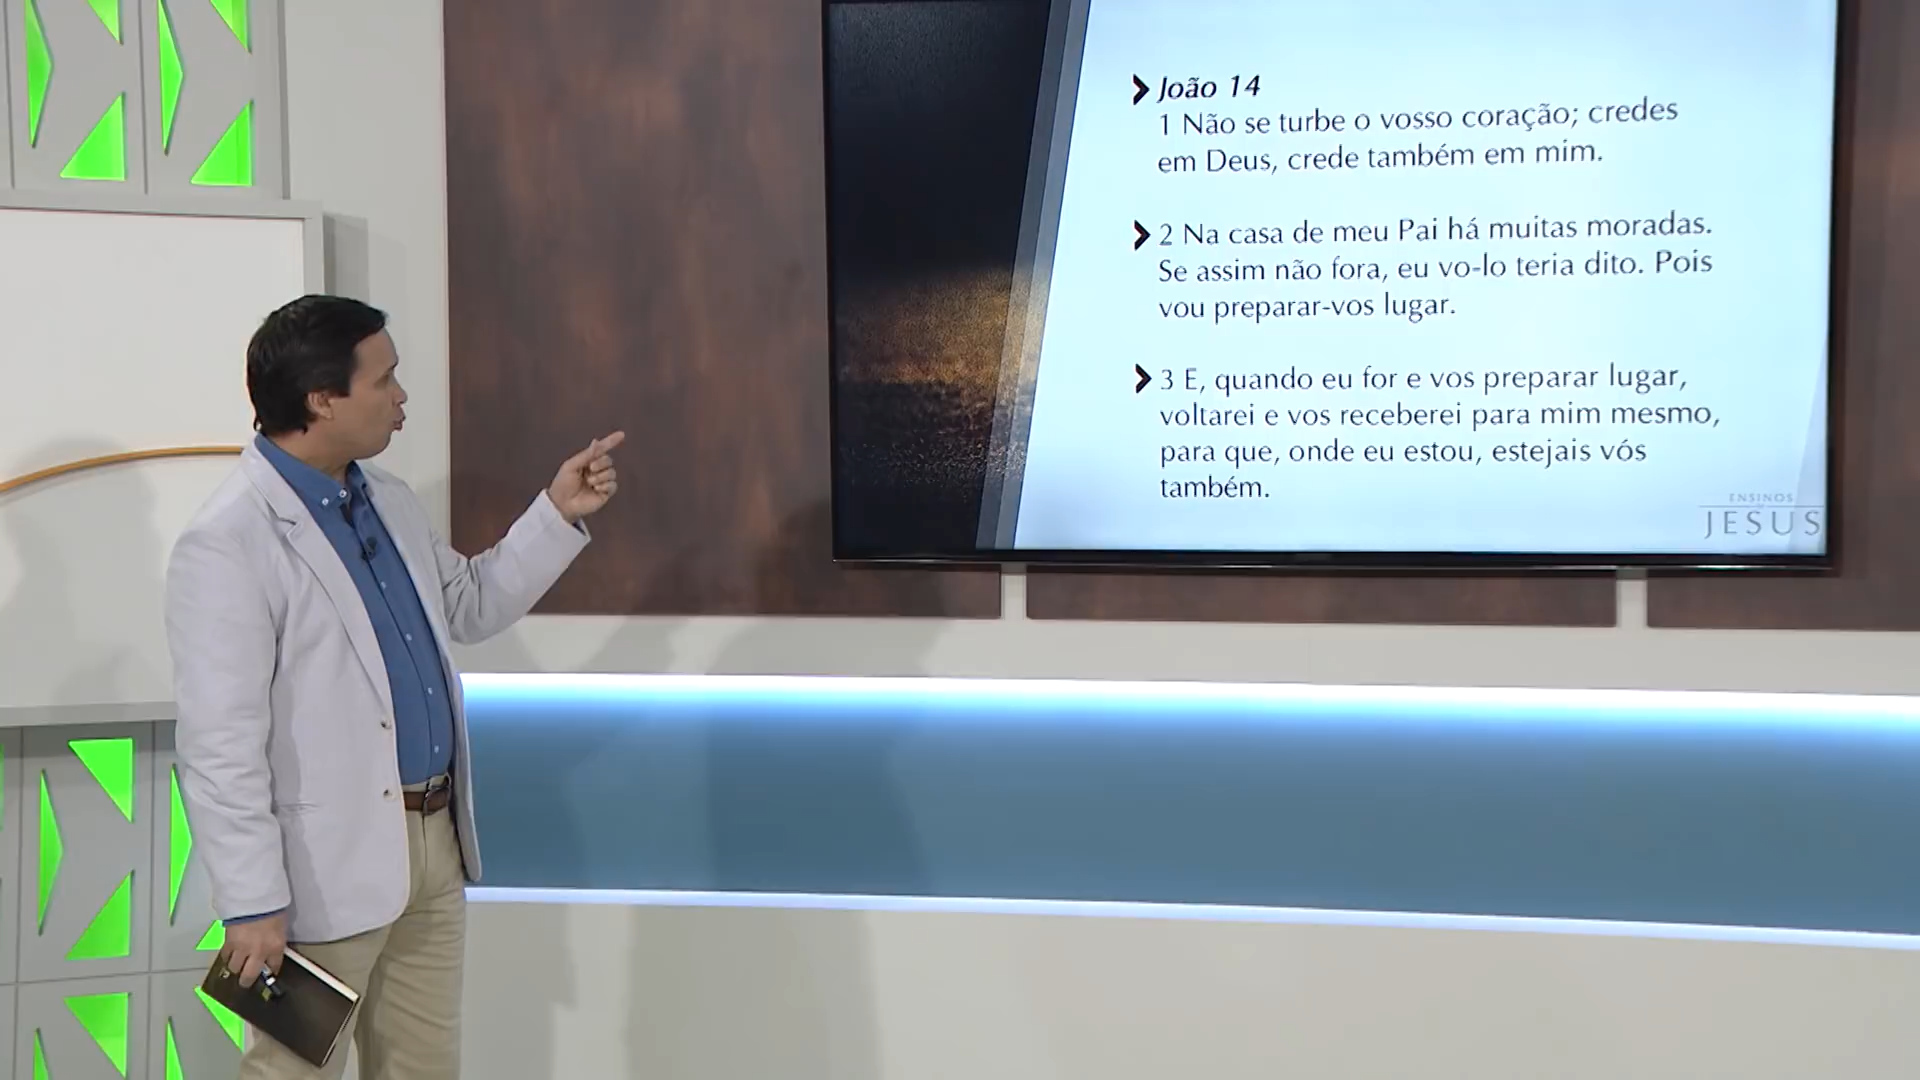 João 14
1 Não se turbe o vosso coração; credes
em Deus, crede também em mim.
2 Na casa de meu Pai há muitas moradas.
Se assim não fora, eu vo-lo teria dito. Pois
vou preparar-vos lugar.
3 E, quando eu for e vos preparar lugar,
voltarei e vos receberei para mim mesmo,
para que, onde eu estou, estejais vós
também.
ENSINOS
JESUS